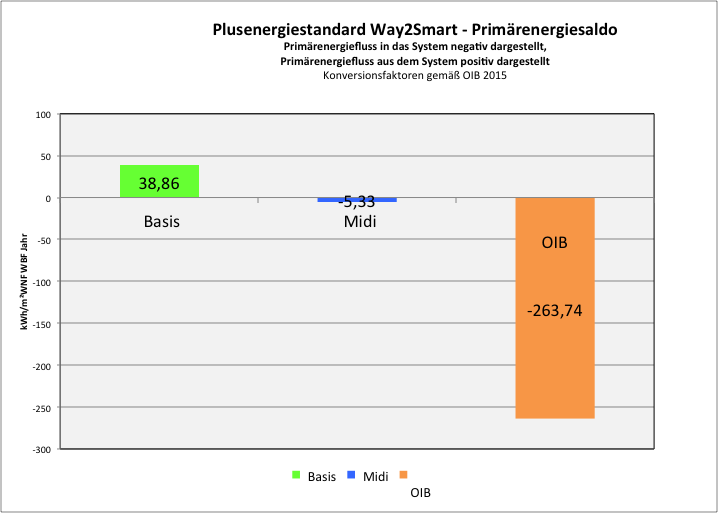 Plusenergiestandard Way2Smart - Primärenergiesaldo
Primärenergiefluss in das System negativ dargestellt,
Primärenergiefluss aus dem System positiv dargestellt
Konversionsfaktoren gemäß OIB 2015
kWh/m²WNF WBF Jahr
100
50
0
-50
-100
-150
-200
-250
-300
38,86
Basis
-5,33
Midi
OIB
-263,74
Basis
Midi
OIB